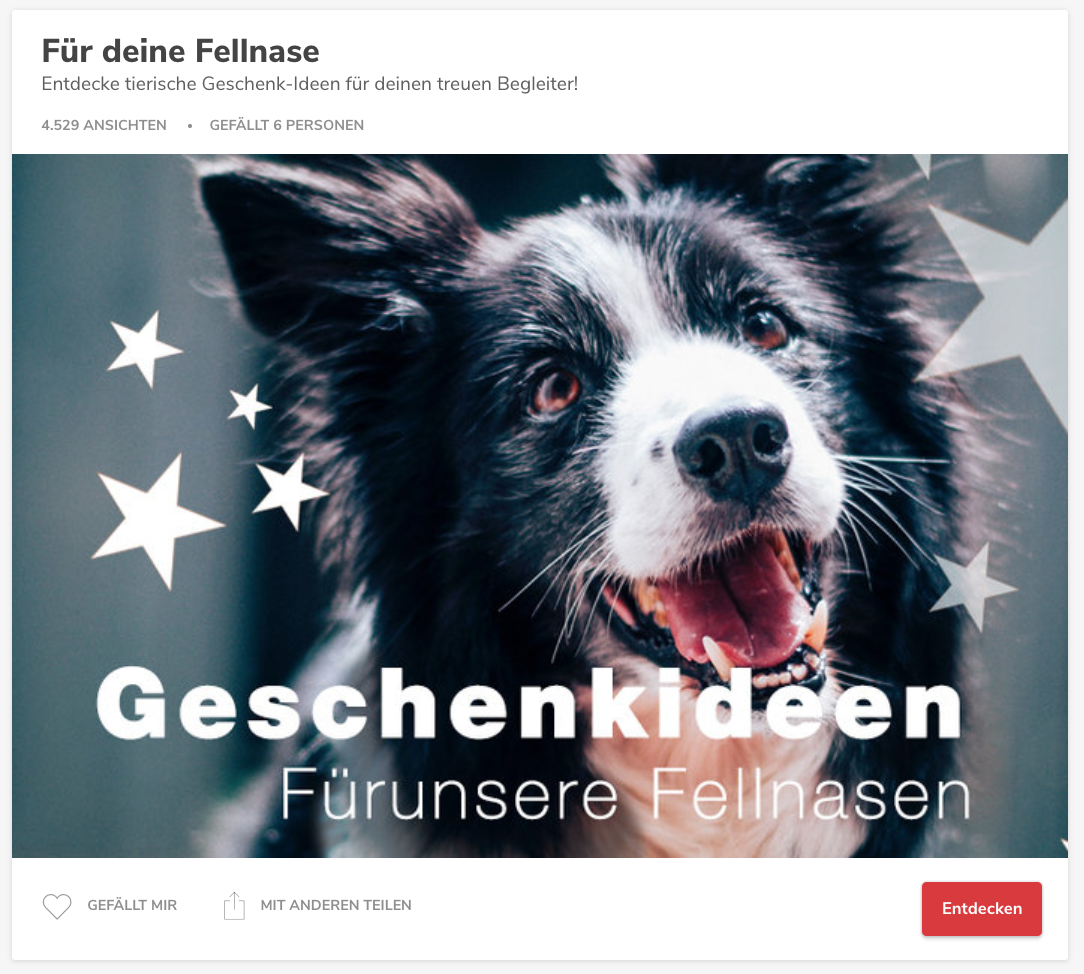 Für deine Fellnase
Entdecke tierische Geschenk-Ideen für deinen treuen Begleiter!
4.529 ANSICHTEN • GEFÄLLT 6 PERSONEN
Geschenkideen
Fürunsere Fellnasen
GEFÄLLT MIR MIT ANDEREN TEILEN Entdecken